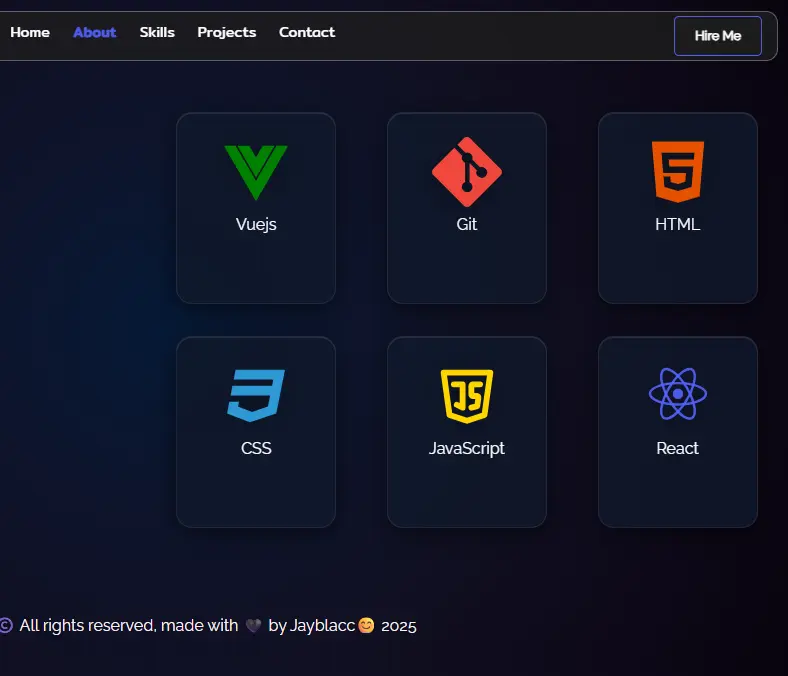 Home About Skills Projects Contact Hire Me
Vuejs Git HTML
CSS JavaScript React
© All rights reserved, made with 🖤 by Jayblacc😊 2025